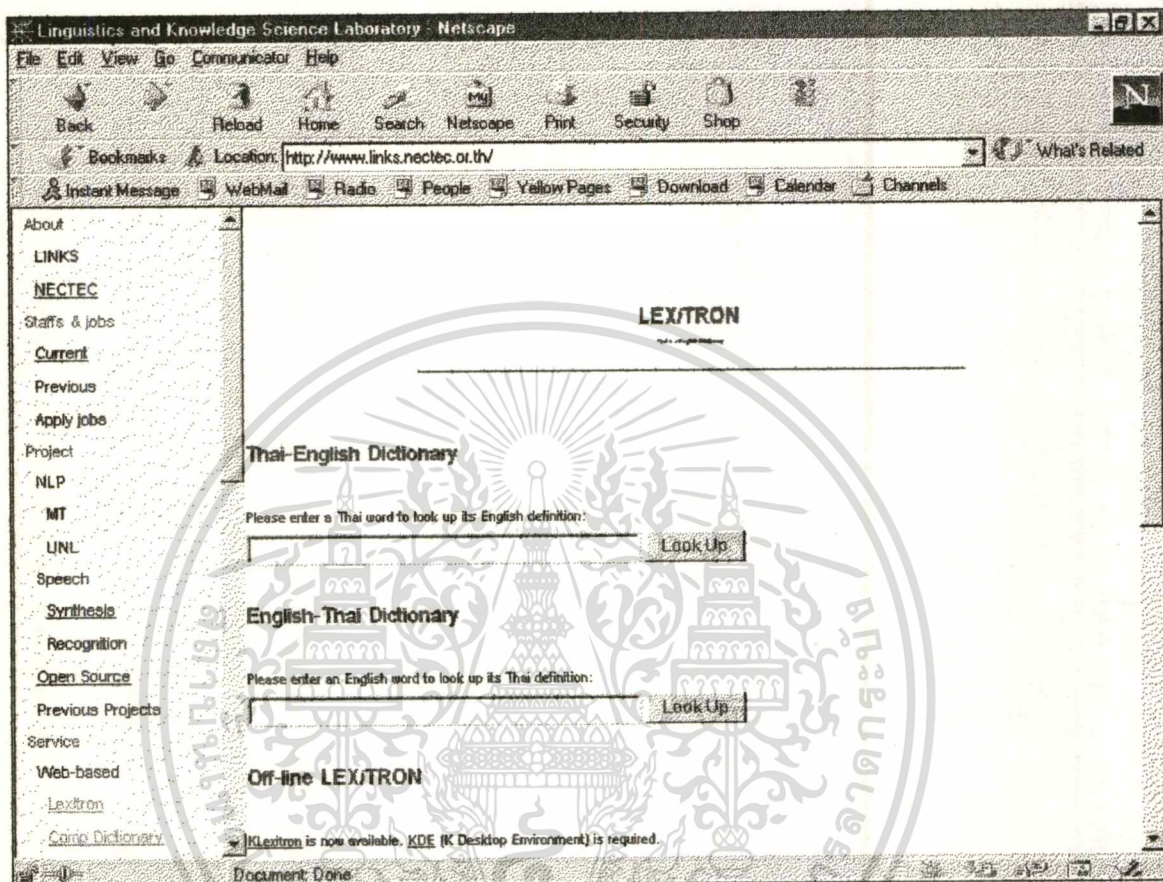 Linguistics and Knowledge Science Laboratory - Netscape
File Edit View Go Communicator Help
Back Reload Home Search Netscape Print Security Shop
My
N
Bookmarks Location: http://www.links.nectec.or.th/ What's Related
Instant Message WebMail Radio People Yellow Pages Download Calendar Channels
About
LINKS
NECTEC
Staffs & jobs
Current
Previous
Apply jobs
Project
NLP
MT
UNL
Speech
Synthesis
Recognition
Open Source
Previous Projects
Service
Web-based
Lexitron
Comp Dictionary
LEXiTRON
Thai-English Dictionary
Please enter a Thai word to look up its English definition:
Look Up
English-Thai Dictionary
Please enter an English word to look up its Thai definition:
Look Up
Off-line LEXiTRON
KLexitron is now available. KDE (K Desktop Environment) is required.
Document: Done